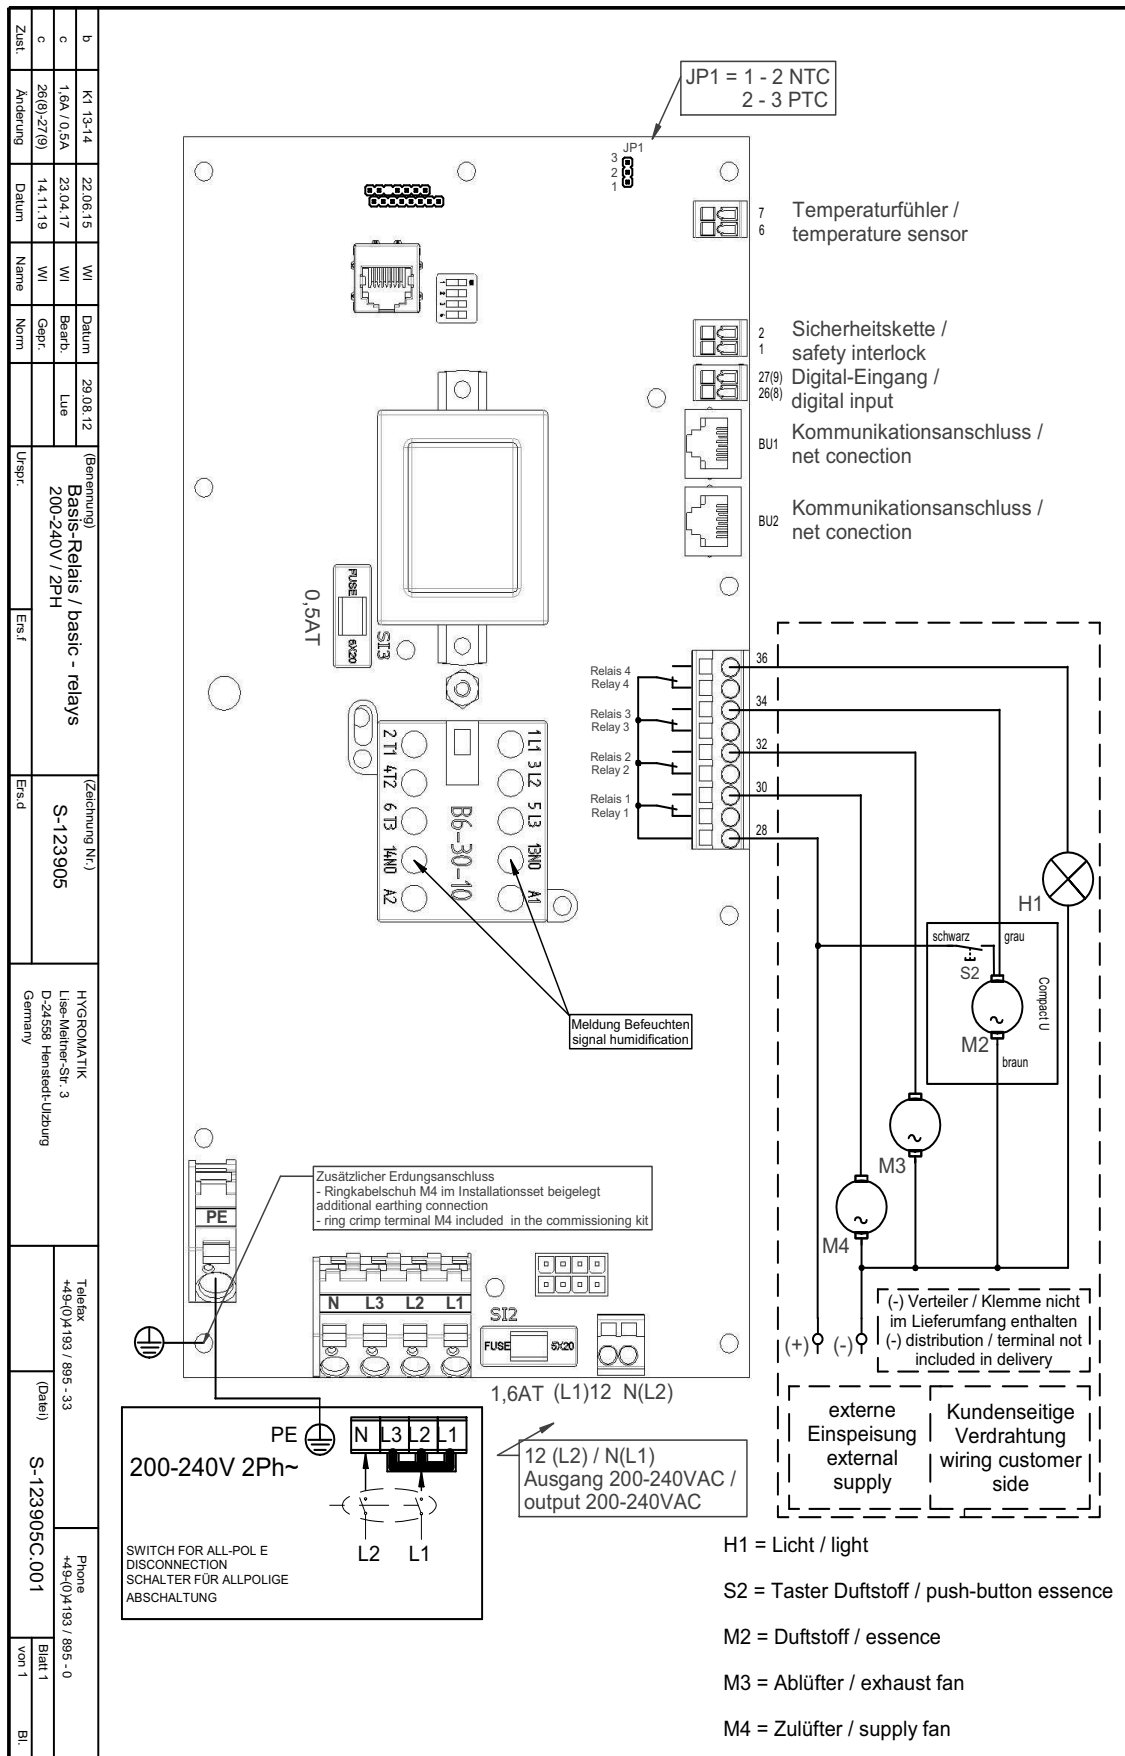 JP1 = 1 - 2 NTC
2 - 3 PTC
JP1
3
2
1
7
6
Temperaturfühler /
temperature sensor
2
1
Sicherheitskette /
safety interlock
27(9)
26(8)
Digital-Eingang /
digital input
BU1
Kommunikationsanschluss /
net conection
BU2
Kommunikationsanschluss /
net conection
FUSE
5X20
SI3
0,5AT
Relais 4
Relay 4
Relais 3
Relay 3
Relais 2
Relay 2
Relais 1
Relay 1
36
34
32
30
28
2 T1 4T2 6 T3 14NO A2
B6-30-10
1 L1 3 L2 5 L3 13NO A1
Meldung Befeuchten
signal humidification
H1
schwarz
grau
S2
Compact U
M2
braun
M3
M4
PE
Zusätzlicher Erdungsanschluss
- Ringkabelschuh M4 im Installationsset beigelegt
additional earthing connection
- ring crimp terminal M4 included in the commissioning kit
N L3 L2 L1
SI2
FUSE 5X20
1,6AT (L1)12 N(L2)
12 (L2) / N(L1)
Ausgang 200-240VAC /
output 200-240VAC
(+)
(-)
(-) Verteiler / Klemme nicht
im Lieferumfang enthalten
(-) distribution / terminal not
included in delivery
externe
Einspeisung
external
supply
Kundenseitige
Verdrahtung
wiring customer
side
PE
N L3 L2 L1
200-240V 2Ph~
L2 L1
SWITCH FOR ALL-POL E
DISCONNECTION
SCHALTER FÜR ALLPOLIGE
ABSCHALTUNG
H1 = Licht / light
S2 = Taster Duftstoff / push-button essence
M2 = Duftstoff / essence
M3 = Ablüfter / exhaust fan
M4 = Zulüfter / supply fan
b K1 13-14 22.06.15 WI
c 1,6A / 0,5A 23.04.17 WI
c 26(8)-27(9) 14.11.19 WI
Zust. Änderung Datum Name
Datum 29.08.12
Bearb. Lue
Gepr.
Norm
(Benennung)
Basis-Relais / basic - relays
200-240V / 2PH
Urspr. Ers.f Ers.d
(Zeichnung Nr.)
S-123905
HYGROMATIK
Lise-Meitner-Str. 3
D-24558 Henstedt-Ulzburg
Germany
Telefax
+49-(0)4193 / 895 - 33
Phone
+49-(0)4193 / 895 - 0
(Datei)
S-123905C.001
Blatt 1
von 1 Bl.